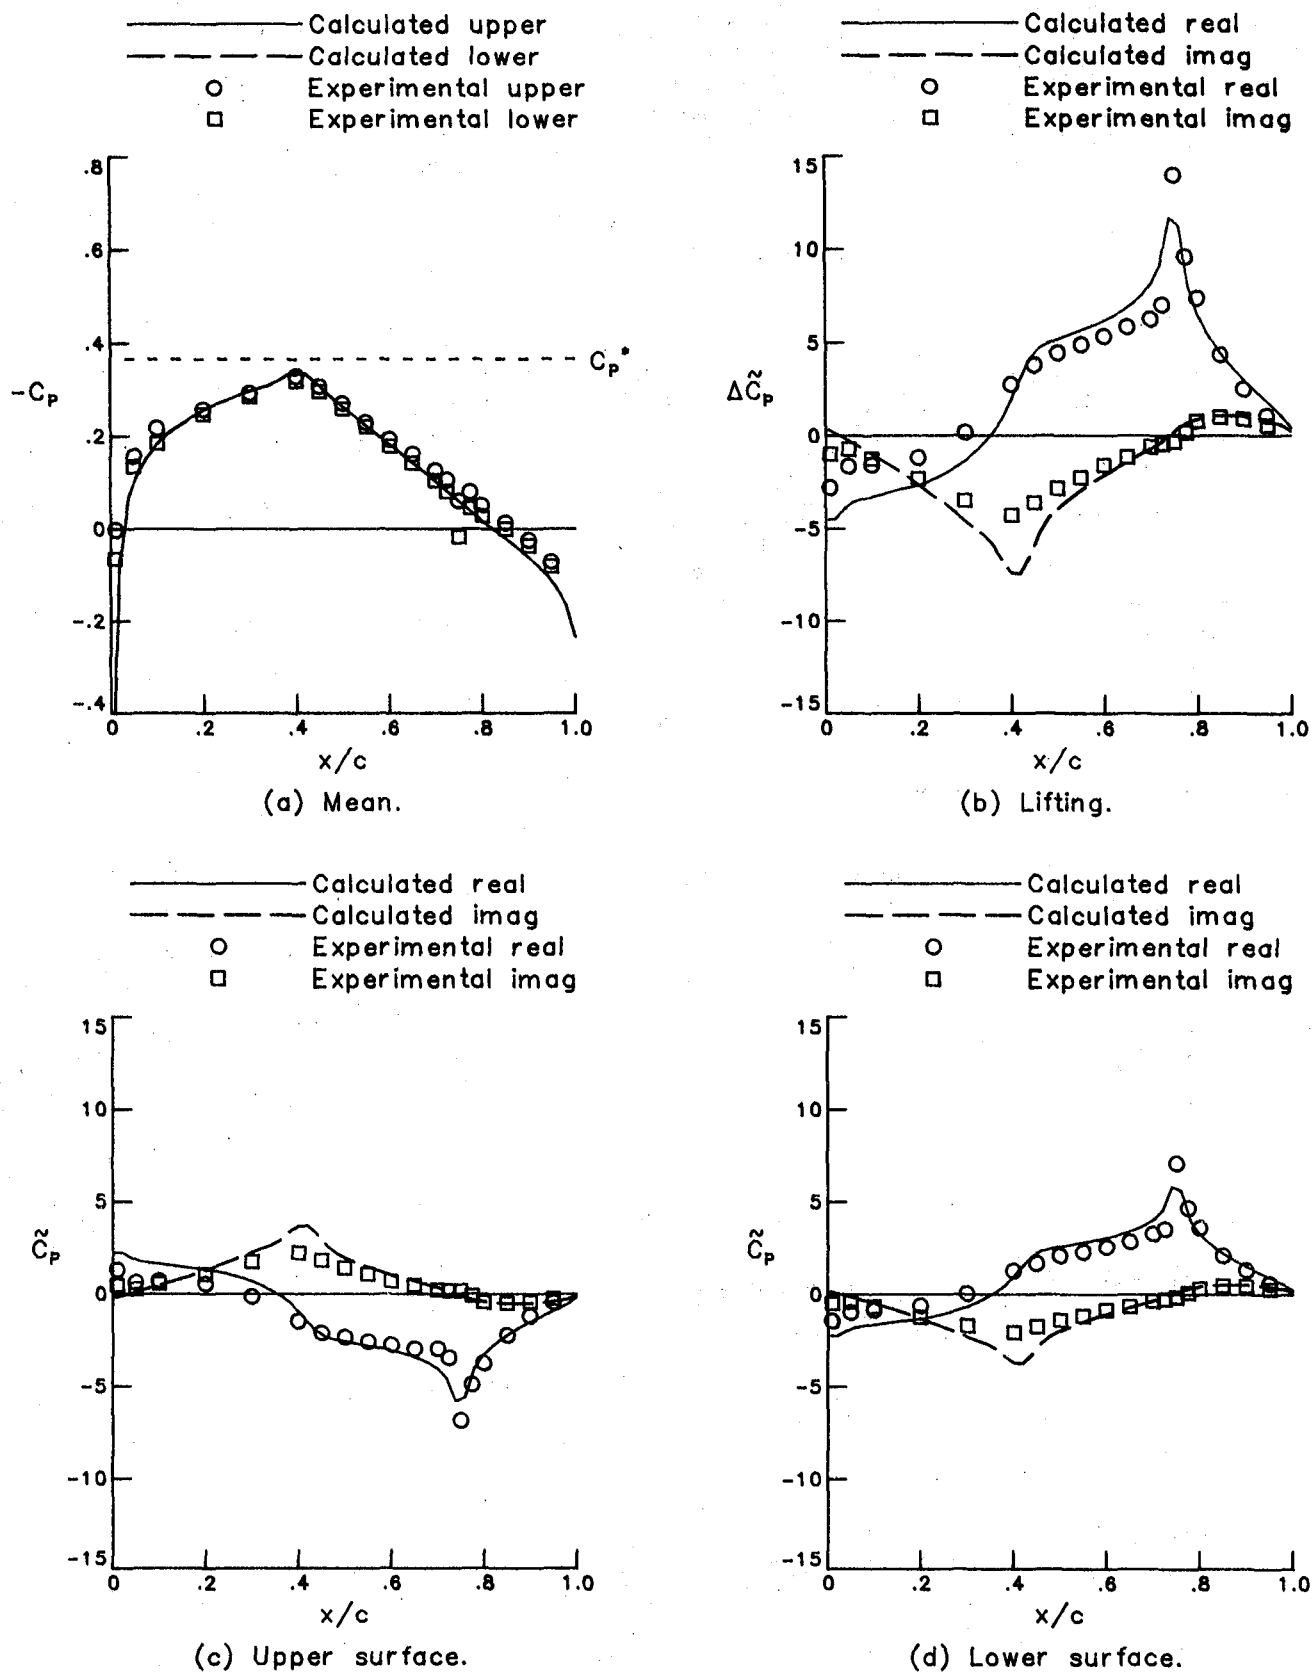 Calculated upper
Calculated lower
Experimental upper
Experimental lower
.8
.6
.4
.2
0
-.2
-.4
-Cp
Cp*
0 .2 .4 .6 .8 1.0
x/c
(a) Mean.
Calculated real
Calculated imag
Experimental real
Experimental imag
15
10
5
0
-5
-10
-15
ΔC̃p
0 .2 .4 .6 .8 1.0
x/c
(b) Lifting.
Calculated real
Calculated imag
Experimental real
Experimental imag
15
10
5
0
-5
-10
-15
C̃p
0 .2 .4 .6 .8 1.0
x/c
(c) Upper surface.
Calculated real
Calculated imag
Experimental real
Experimental imag
15
10
5
0
-5
-10
-15
C̃p
0 .2 .4 .6 .8 1.0
x/c
(d) Lower surface.